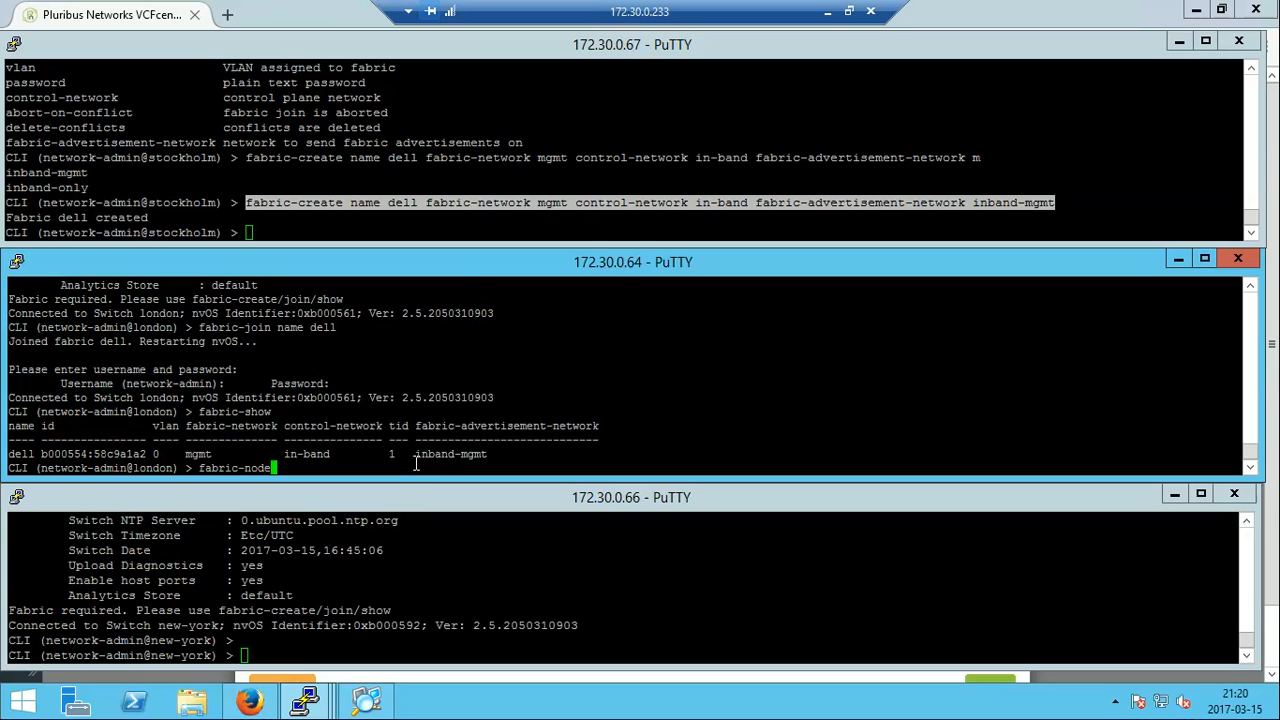 Pluribus Networks VCFcen...
172.30.0.233
172.30.0.67 - PuTTY
vlan VLAN assigned to fabric
password plain text password
control-network control plane network
abort-on-conflict fabric join is aborted
delete-conflicts conflicts are deleted
fabric-advertisement-network network to send fabric advertisements on
CLI (network-admin@stockholm) > fabric-create name dell fabric-network mgmt control-network in-band fabric-advertisement-network m
inband-mgmt
inband-only
CLI (network-admin@stockholm) > fabric-create name dell fabric-network mgmt control-network in-band fabric-advertisement-network inband-mgmt
Fabric dell created
CLI (network-admin@stockholm) >
172.30.0.64 - PuTTY
Analytics Store : default
Fabric required. Please use fabric-create/join/show
Connected to Switch london; nvOS Identifier:0xb000561; Ver: 2.5.2050310903
CLI (network-admin@london) > fabric-join name dell
Joined fabric dell. Restarting nvOS...
Please enter username and password:
Username (network-admin): Password:
Connected to Switch london; nvOS Identifier:0xb000561; Ver: 2.5.2050310903
CLI (network-admin@london) > fabric-show
name id vlan fabric-network control-network tid fabric-advertisement-network
---- ---------------- ---- -------------- --------------- --- ----------------------------
dell b000554:58c9a1a2 0 mgmt in-band 1 inband-mgmt
CLI (network-admin@london) > fabric-node
172.30.0.66 - PuTTY
Switch NTP Server : 0.ubuntu.pool.ntp.org
Switch Timezone : Etc/UTC
Switch Date : 2017-03-15,16:45:06
Upload Diagnostics : yes
Enable host ports : yes
Analytics Store : default
Fabric required. Please use fabric-create/join/show
Connected to Switch new-york; nvOS Identifier:0xb000592; Ver: 2.5.2050310903
CLI (network-admin@new-york) >
CLI (network-admin@new-york) >
21:20
2017-03-15